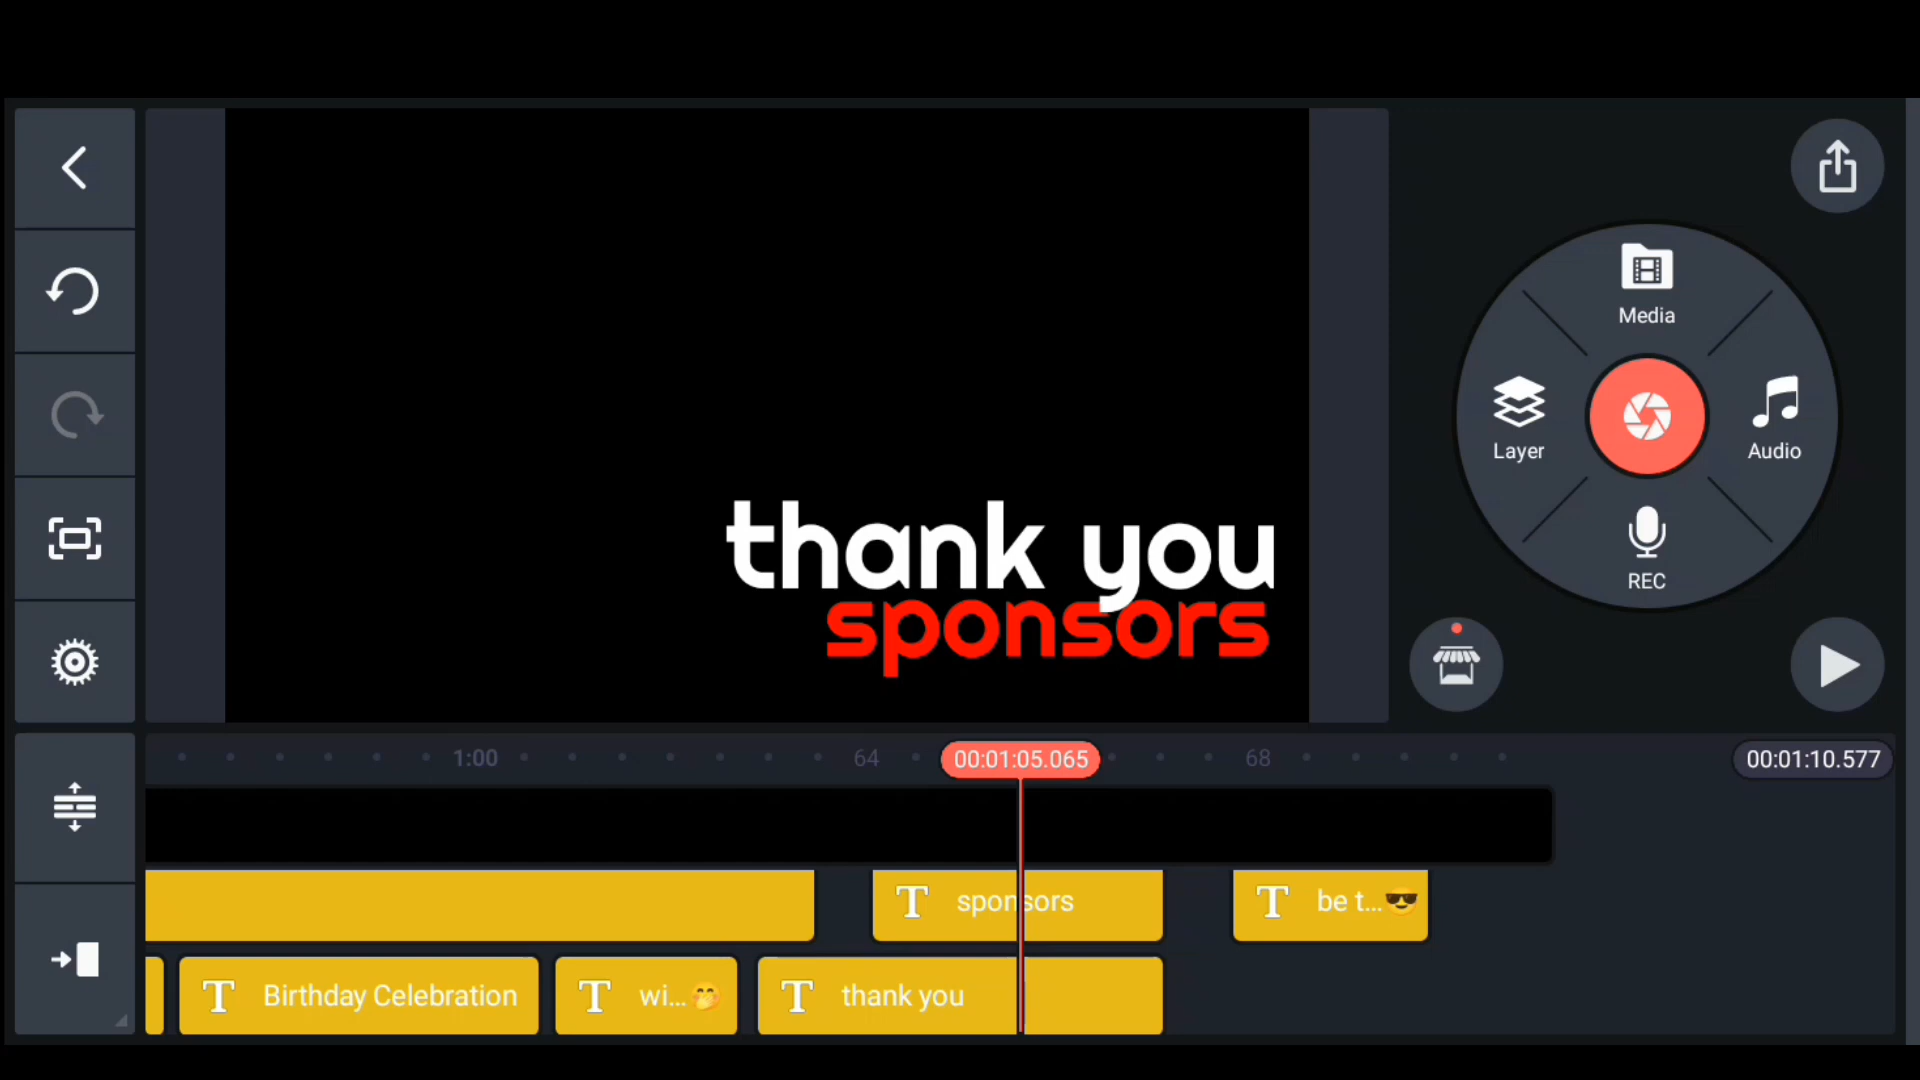 Media
Layer
Audio
REC
thank you
sponsors
1:00
64
00:01:05.065
68
00:01:10.577
T sponsors
T be t...😎
T Birthday Celebration
T wi...🤭
T thank you